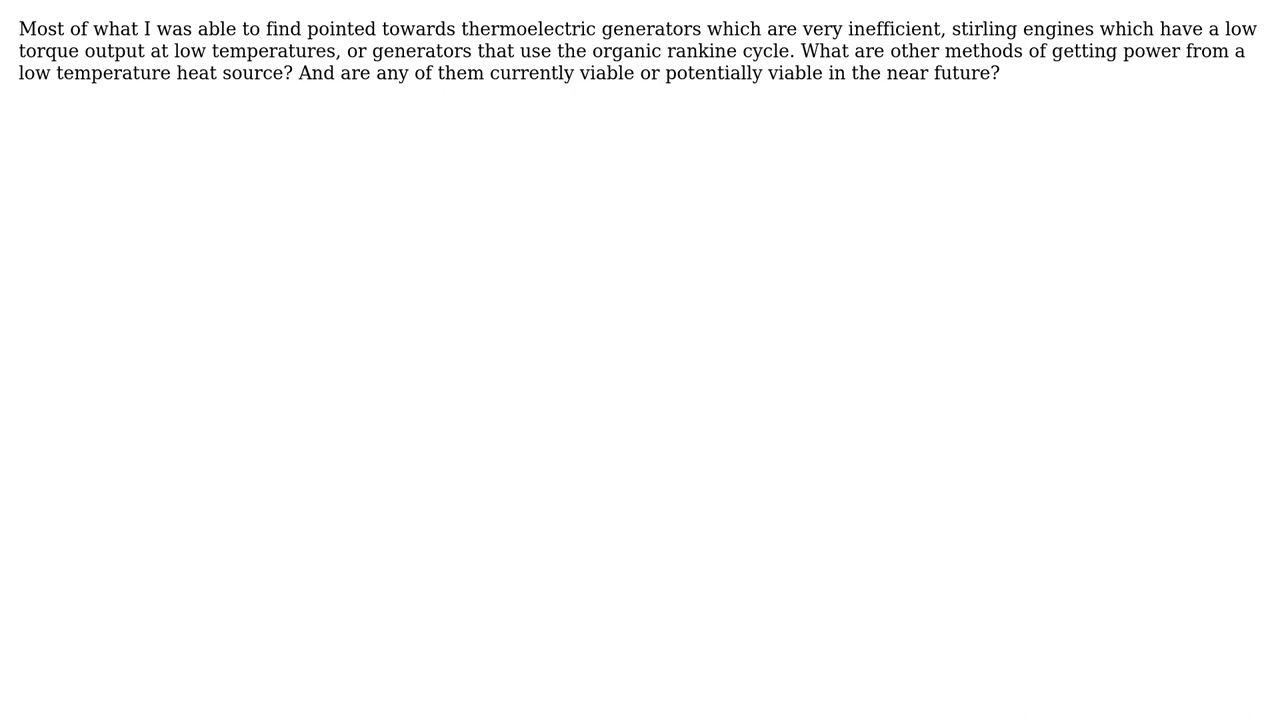 Most of what I was able to find pointed towards thermoelectric generators which are very inefficient, stirling engines which have a low
torque output at low temperatures, or generators that use the organic rankine cycle. What are other methods of getting power from a
low temperature heat source? And are any of them currently viable or potentially viable in the near future?